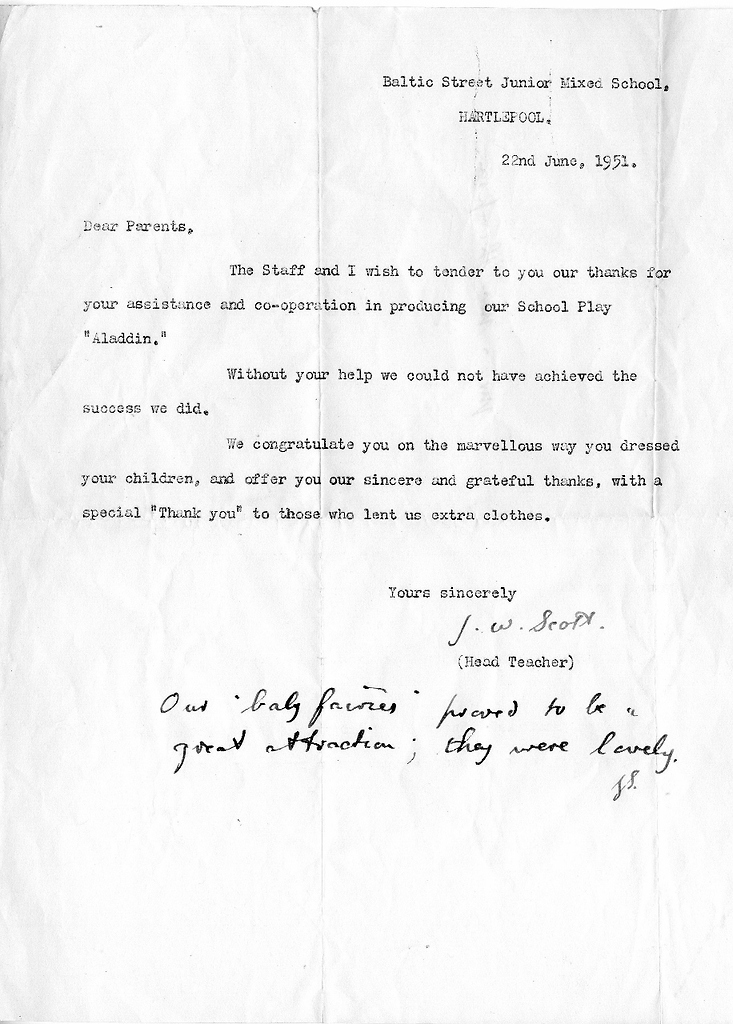 Baltic Street Junior Mixed School,
HARTLEPOOL.
22nd June, 1951.
Dear Parents,
The Staff and I wish to tender to you our thanks for
your assistance and co-operation in producing our School Play
"Aladdin."
Without your help we could not have achieved the
success we did.
We congratulate you on the marvellous way you dressed
your children, and offer you our sincere and grateful thanks, with a
special "Thank you" to those who lent us extra clothes.
Yours sincerely
J. W. Scott.
(Head Teacher)
Our 'baby fairies' proved to be a
great attraction; they were lovely.
JS.